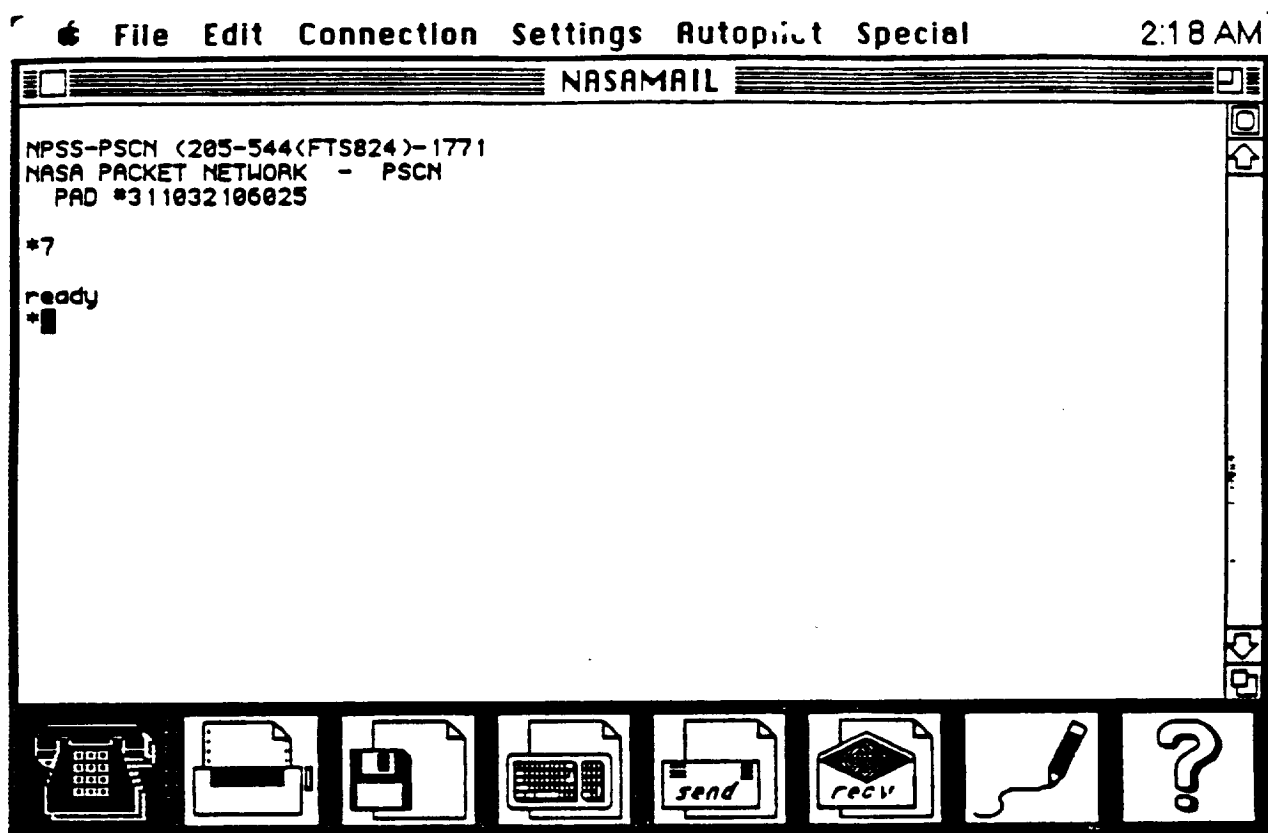 File Edit Connection Settings Autopilot Special 2:18 AM
NASAMAIL
NPSS-PSCN (205-544(FTS824)-1771
NASA PACKET NETWORK - PSCN
PAD #311032106025
*7
ready
*
send
recv
?